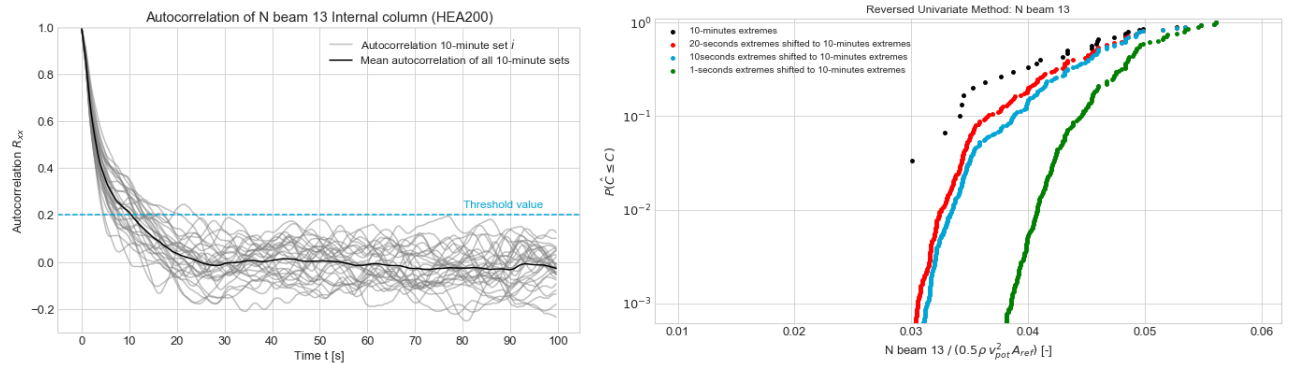 Autocorrelation of N beam 13 Internal column (HEA200)
1.0
0.8
0.6
0.4
0.2
0.0
−0.2
Autocorrelation R_xx
Autocorrelation 10-minute set i
Mean autocorrelation of all 10-minute sets
Threshold value
0 10 20 30 40 50 60 70 80 90 100
Time t [s]
Reversed Univariate Method: N beam 13
10⁰
10⁻¹
10⁻²
10⁻³
P(Ĉ ≤ C)
10-minutes extremes
20-seconds extremes shifted to 10-minutes extremes
10seconds extremes shifted to 10-minutes extremes
1-seconds extremes shifted to 10-minutes extremes
0.01 0.02 0.03 0.04 0.05 0.06
N beam 13 / (0.5 ρ v²_pot A_ref) [-]